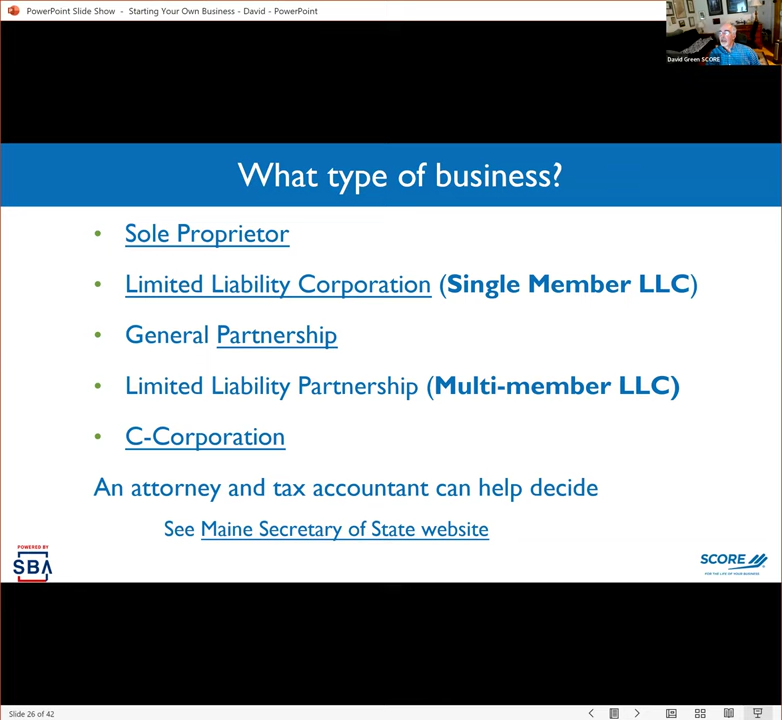 PowerPoint Slide Show - Starting Your Own Business - David - PowerPoint
David Green SCORE
What type of business?
• Sole Proprietor
• Limited Liability Corporation (Single Member LLC)
• General Partnership
• Limited Liability Partnership (Multi-member LLC)
• C-Corporation
An attorney and tax accountant can help decide
See Maine Secretary of State website
POWERED BY
SBA
SCORE
FOR THE LIFE OF YOUR BUSINESS
Slide 26 of 42